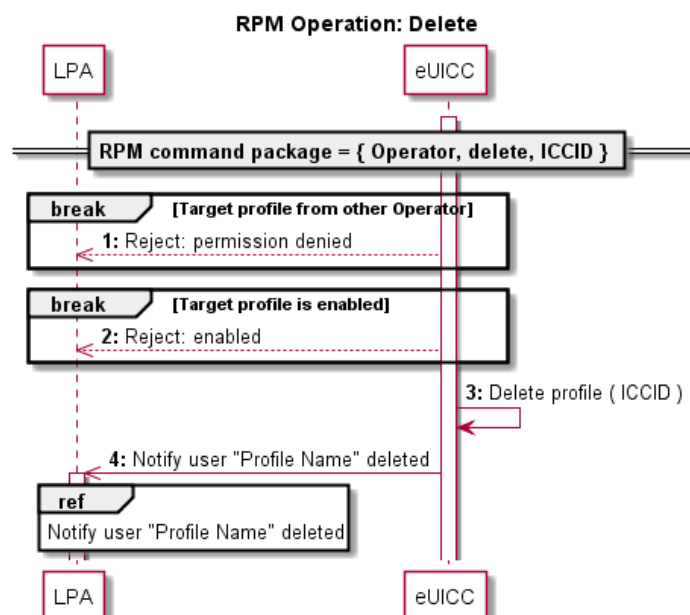 RPM Operation: Delete
LPA
eUICC
RPM command package = { Operator, delete, ICCID }
break [Target profile from other Operator]
1: Reject: permission denied
break [Target profile is enabled]
2: Reject: enabled
3: Delete profile ( ICCID )
4: Notify user "Profile Name" deleted
ref
Notify user "Profile Name" deleted
LPA
eUICC